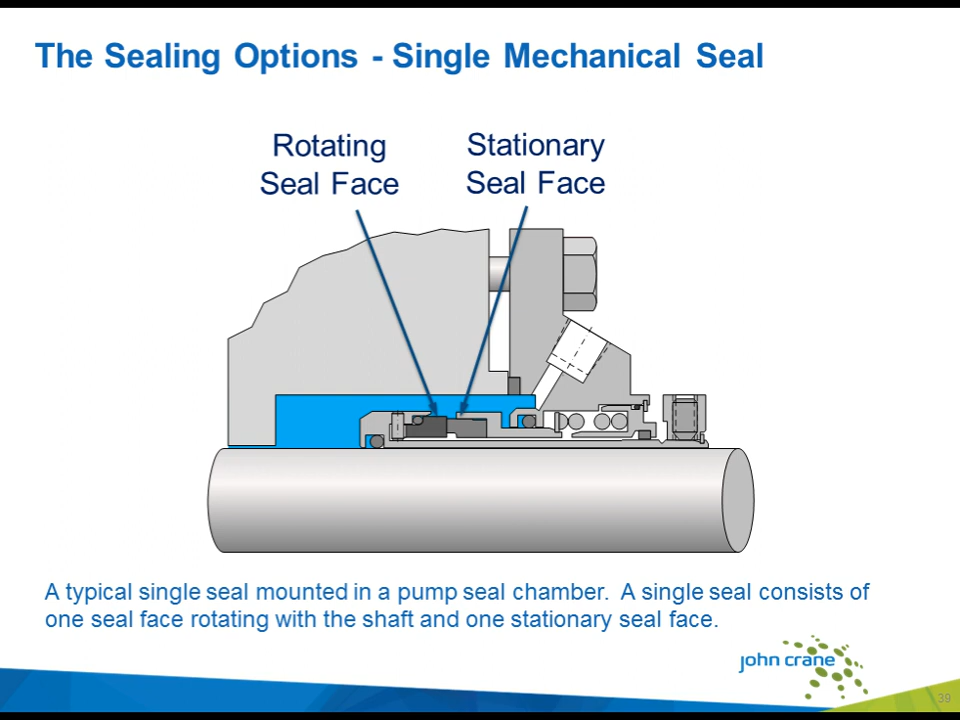 The Sealing Options - Single Mechanical Seal
Rotating
Seal Face
Stationary
Seal Face
A typical single seal mounted in a pump seal chamber.  A single seal consists of
one seal face rotating with the shaft and one stationary seal face.
john crane
39